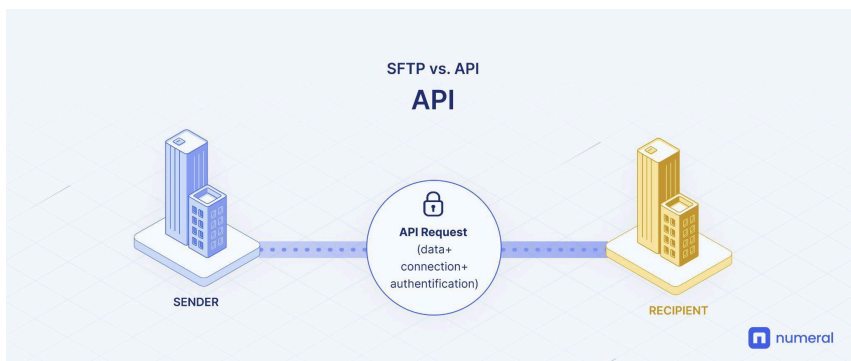 SFTP vs. API
API
API Request
(data+
connection+
authentification)
SENDER
RECIPIENT
numeral